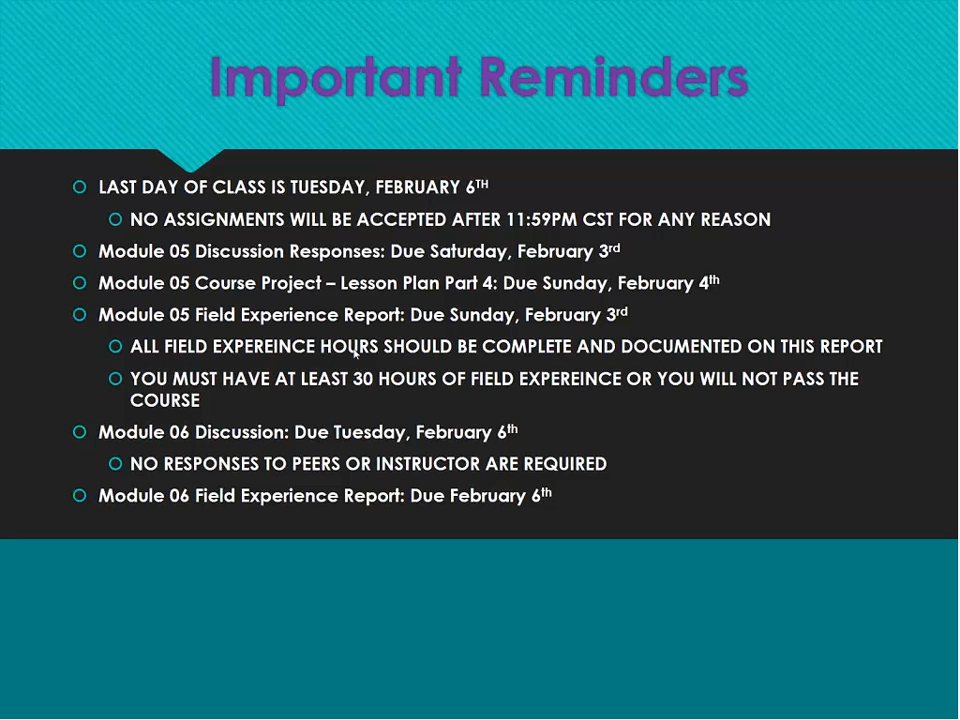 Important Reminders
LAST DAY OF CLASS IS TUESDAY, FEBRUARY 6TH
NO ASSIGNMENTS WILL BE ACCEPTED AFTER 11:59PM CST FOR ANY REASON
Module 05 Discussion Responses: Due Saturday, February 3rd
Module 05 Course Project – Lesson Plan Part 4: Due Sunday, February 4th
Module 05 Field Experience Report: Due Sunday, February 3rd
ALL FIELD EXPEREINCE HOURS SHOULD BE COMPLETE AND DOCUMENTED ON THIS REPORT
YOU MUST HAVE AT LEAST 30 HOURS OF FIELD EXPEREINCE OR YOU WILL NOT PASS THE
COURSE
Module 06 Discussion: Due Tuesday, February 6th
NO RESPONSES TO PEERS OR INSTRUCTOR ARE REQUIRED
Module 06 Field Experience Report: Due February 6th